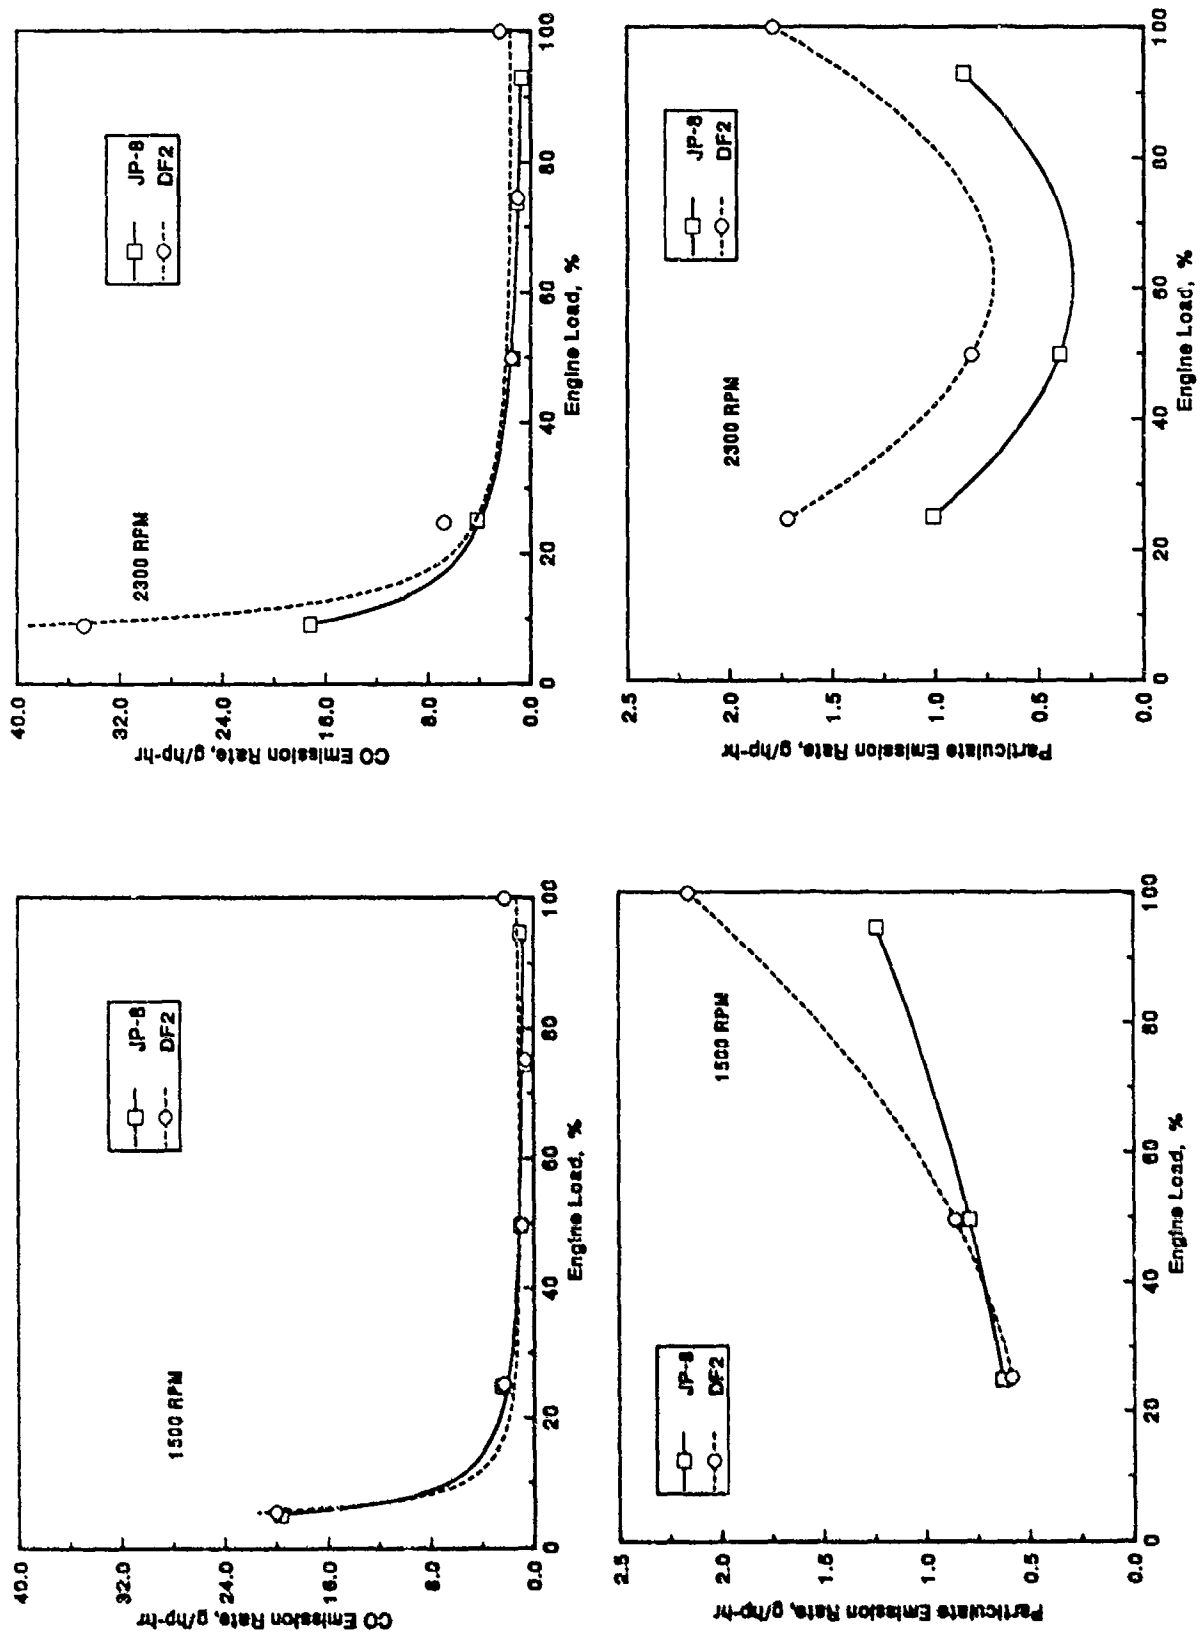 40.0
32.0
24.0
16.0
8.0
0.0
CO Emission Rate, g/hp-hr
1500 RPM
JP-8
DF2
0
20
40
60
80
100
Engine Load, %
40.0
32.0
24.0
16.0
8.0
0.0
CO Emission Rate, g/hp-hr
2300 RPM
JP-8
DF2
0
20
40
60
80
100
Engine Load, %
2.5
2.0
1.5
1.0
0.5
0.0
Particulate Emission Rate, g/hp-hr
JP-8
DF2
1500 RPM
0
20
40
60
80
100
Engine Load, %
2.5
2.0
1.5
1.0
0.5
0.0
Particulate Emission Rate, g/hp-hr
2300 RPM
JP-8
DF2
0
20
40
60
80
100
Engine Load, %